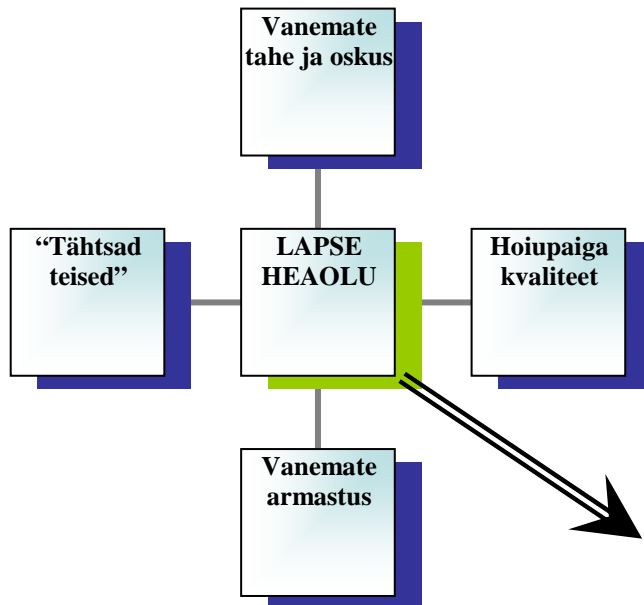 Vanemate
tahe ja oskus
“Tähtsad
teised”
LAPSE
HEAOLU
Hoiupaiga
kvaliteet
Vanemate
armastus